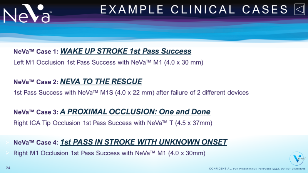 NeVa™
EXAMPLE CLINICAL CASES
NeVa™ Case 1: WAKE UP STROKE 1st Pass Success
Left M1 Occlusion 1st Pass Success with NeVa™ M1 (4.0 x 30 mm)
NeVa™ Case 2: NEVA TO THE RESCUE
1st Pass Success with NeVa™ M1S (4.0 x 22 mm) after failure of 2 different devices
NeVa™ Case 3: A PROXIMAL OCCLUSION: One and Done
Right ICA Tip Occlusion 1st Pass Success with NeVa™ T (4.5 x 37mm)
NeVa™ Case 4: 1st PASS IN STROKE WITH UNKNOWN ONSET
Right M1 Occlusion 1st Pass Success with NeVa™ M1 (4.0 x 30mm)